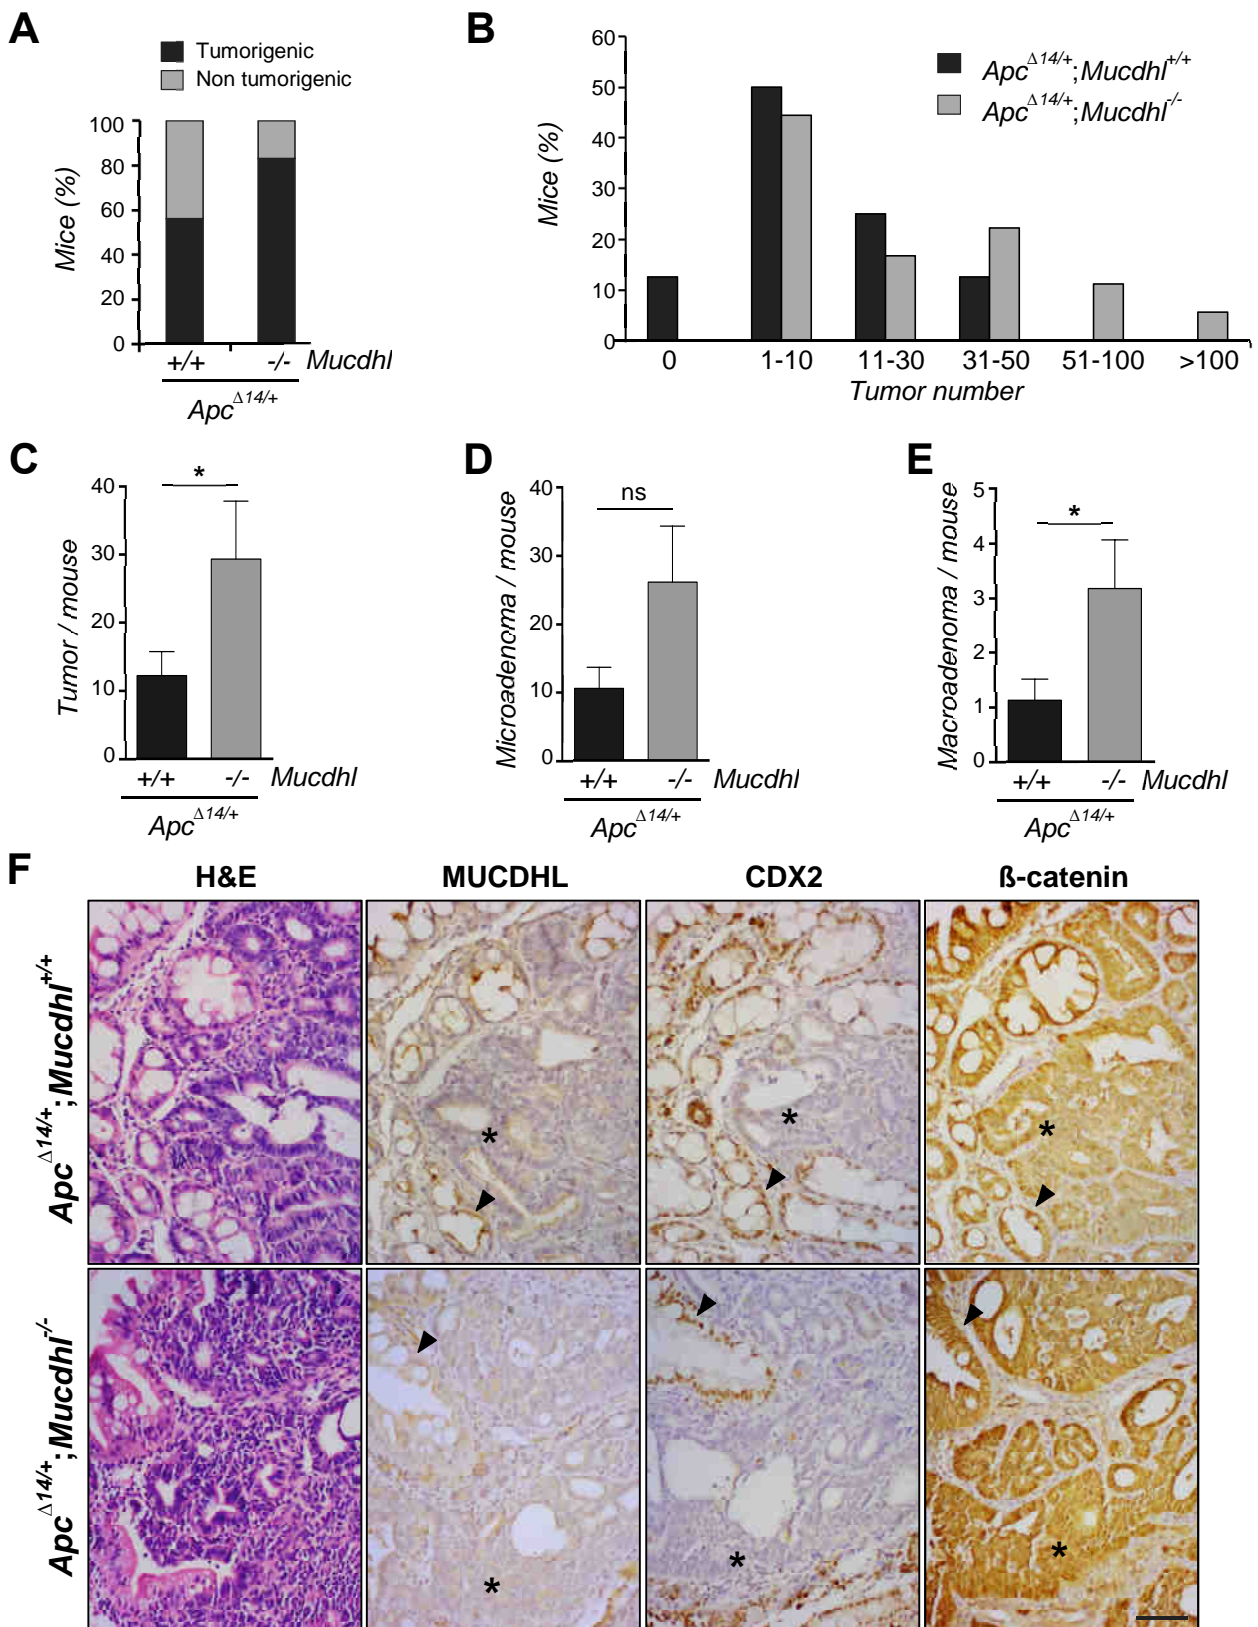 A
Tumorigenic
Non tumorigenic
Mice (%)
100
80
60
40
20
0
+/+ -/- Mucdhl
Apc^Δ14/+
B
Apc^Δ14/+;Mucdhl^+/+
Apc^Δ14/+;Mucdhl^-/-
Mice (%)
60
50
40
30
20
10
0
0 1-10 11-30 31-50 51-100 >100
Tumor number
C
*
Tumor / mouse
40
30
20
10
0
+/+ -/- Mucdhl
Apc^Δ14/+
D
ns
Microadenoma / mouse
40
30
20
10
0
+/+ -/-
Apc^Δ14/+
E
*
Macroadenoma / mouse
5
4
3
2
1
0
+/+ -/- Mucdhl
Apc^Δ14/+
F
H&E MUCDHL CDX2 ß-catenin
Apc^Δ14/+;Mucdhl^+/+
* * *
Apc^Δ14/+;Mucdhl^-/-
* * *